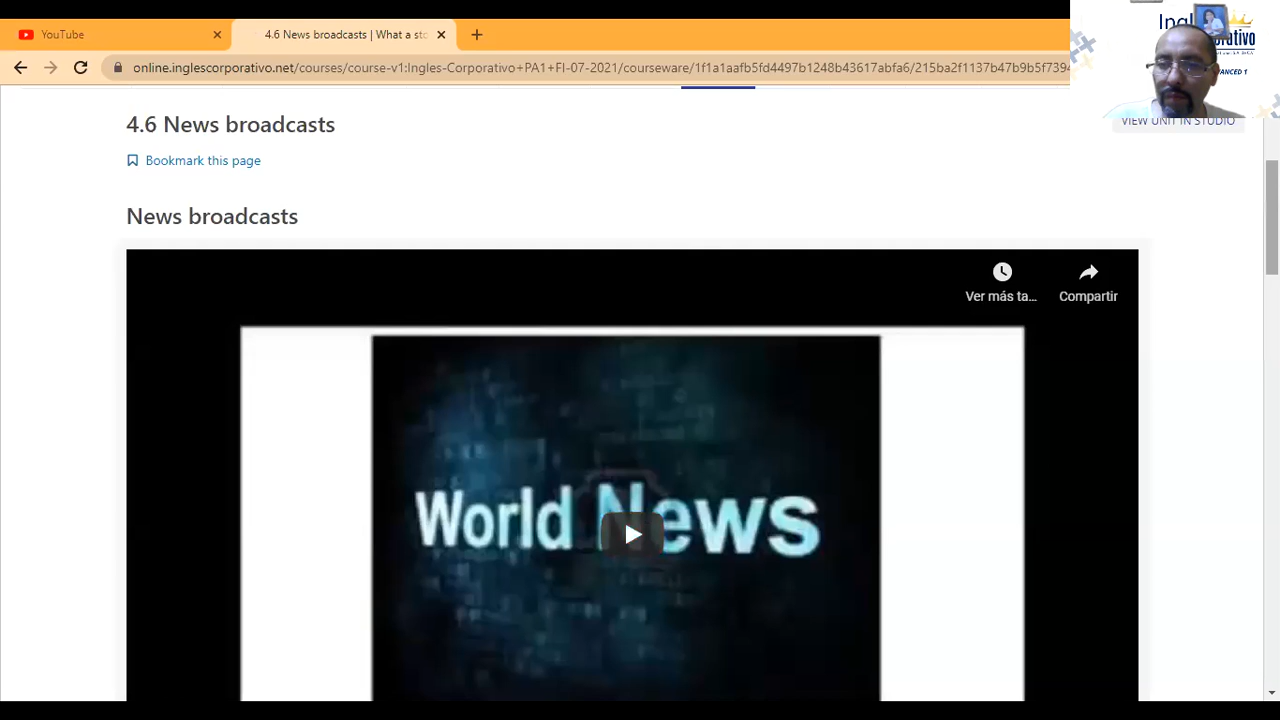 YouTube
4.6 News broadcasts | What a sto
online.inglescorporativo.net/courses/course-v1:Ingles-Corporativo+PA1+FI-07-2021/courseware/1f1a1aafb5fd4497b1248b43617abfa6/215ba2f1137b47b9b5f7394
4.6 News broadcasts
VIEW UNIT IN STUDIO
Bookmark this page
News broadcasts
Ver más ta...
Compartir
World News